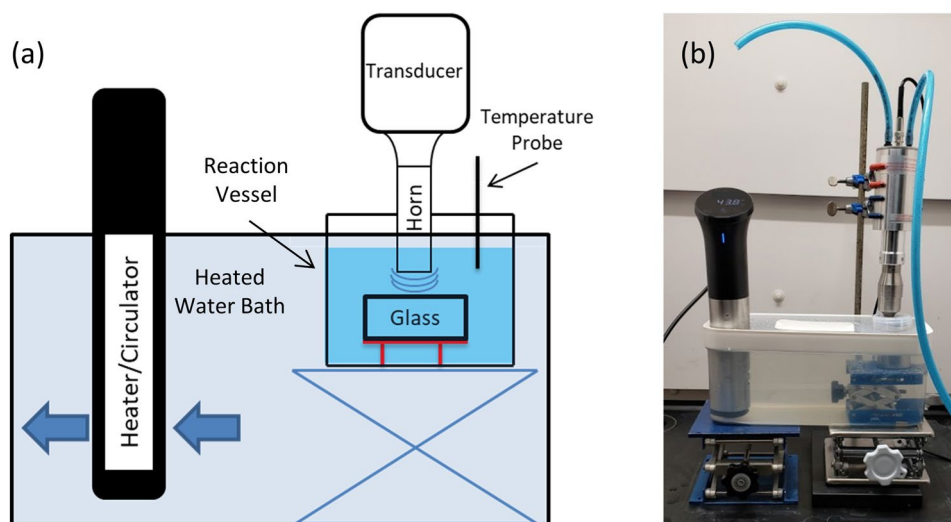 (a)
Transducer
Temperature
Probe
Reaction
Vessel
Horn
Heated
Water Bath
Glass
Heater/Circulator
(b)
43.8